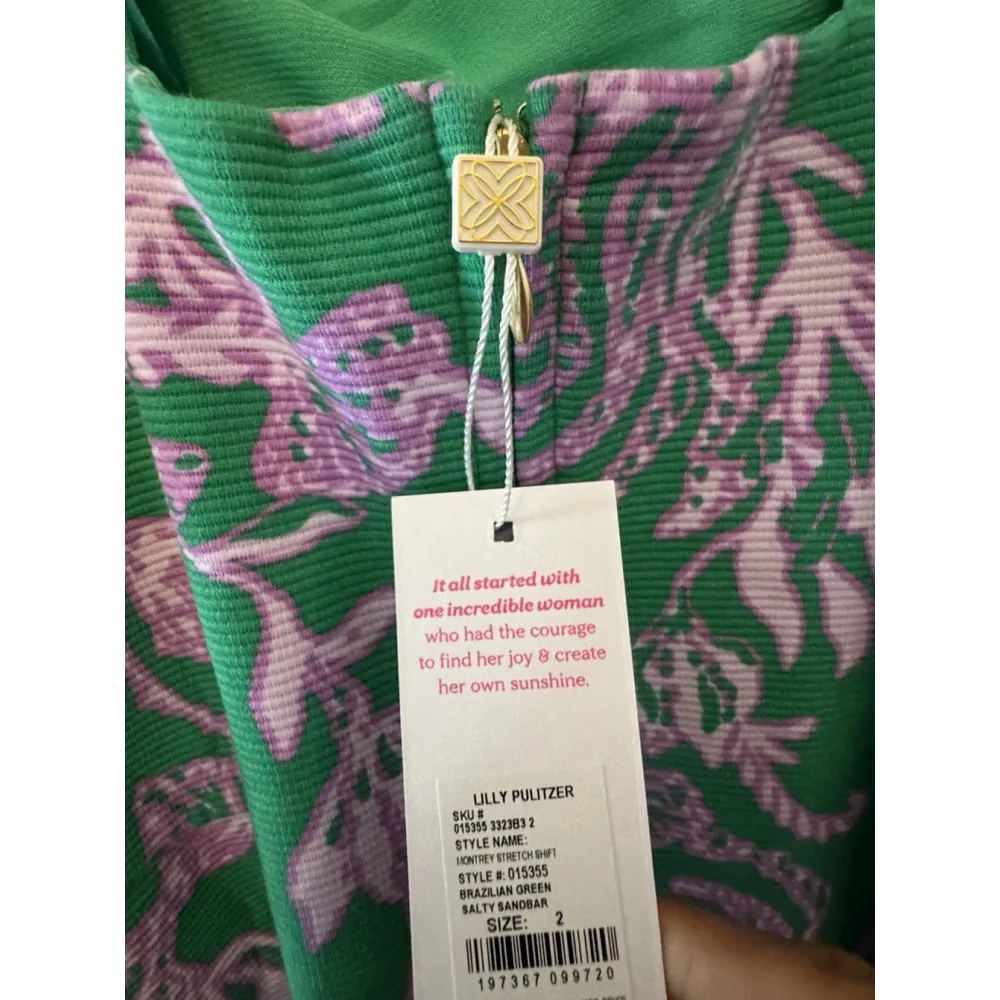 It all started with
one incredible woman
who had the courage
to find her joy & create
her own sunshine.
LILLY PULITZER
SKU #
015355 3323B3 2
STYLE NAME:
MONTREY STRETCH SHIFT
STYLE #: 015355
BRAZILIAN GREEN
SALTY SANDBAR
SIZE: 2
197367 099720